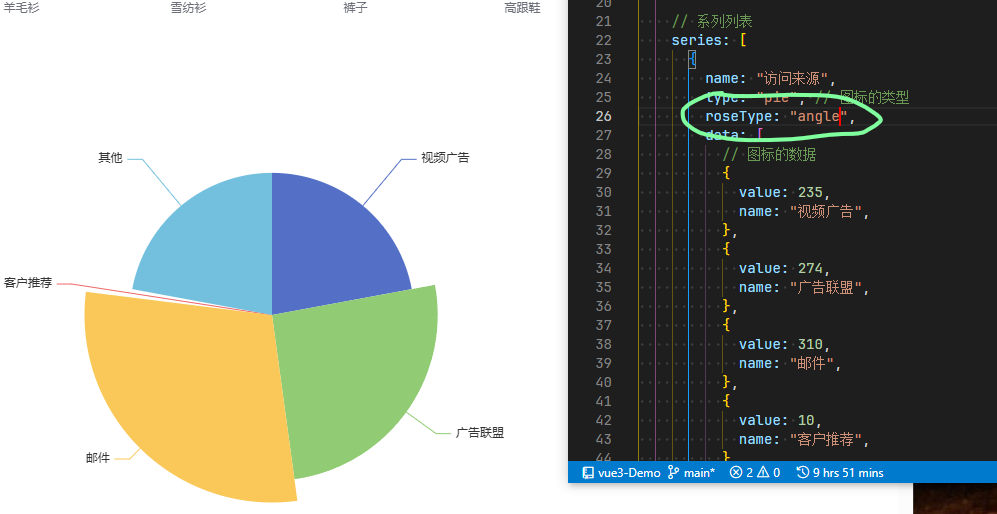 羊毛衫
雪纺衫
裤子
高跟鞋
其他
视频广告
客户推荐
广告联盟
邮件
20
21 // 系列列表
22 series: [
23 {
24 name: "访问来源",
25 type: "pie", // 图标的类型
26 roseType: "angle",
27 data: [
28 // 图标的数据
29 {
30 value: 235,
31 name: "视频广告",
32 },
33 {
34 value: 274,
35 name: "广告联盟",
36 },
37 {
38 value: 310,
39 name: "邮件",
40 },
41 {
42 value: 10,
43 name: "客户推荐",
44 }
vue3-Demo main* 2 0 9 hrs 51 mins